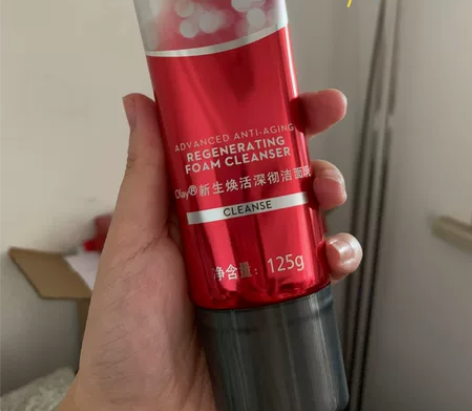 ADVANCED ANTI-AGING
REGENERATING
FOAM CLEANSER
Olay®新生焕活深彻洁面
CLEANSE
净含量：125g